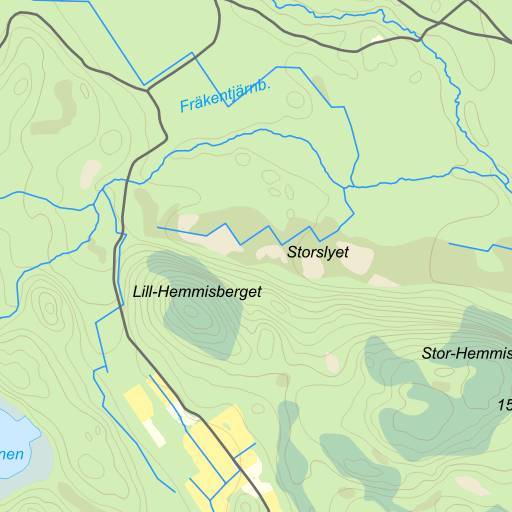 Fräkentjärnb.
Storslyet
Lill-Hemmisberget
Stor-Hemmis
15
nen